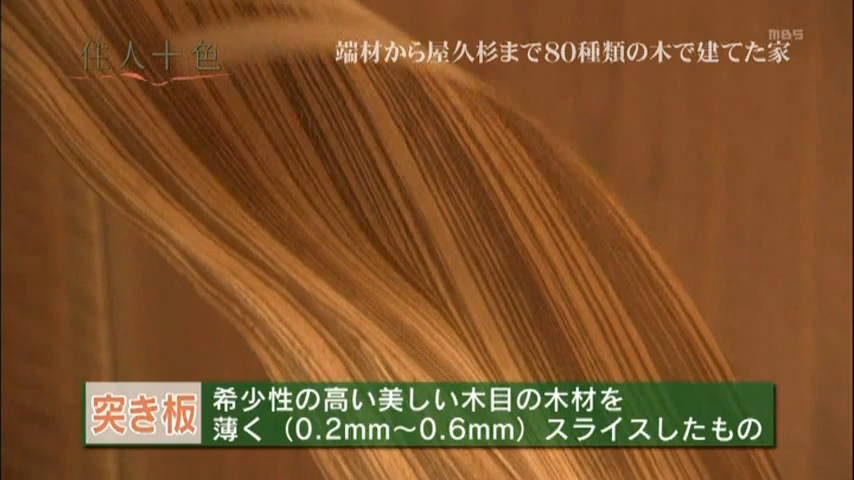 住人十色
端材から屋久杉まで80種類の木で建てた家
MBS
突き板
希少性の高い美しい木目の木材を
薄く（0.2mm～0.6mm）スライスしたもの